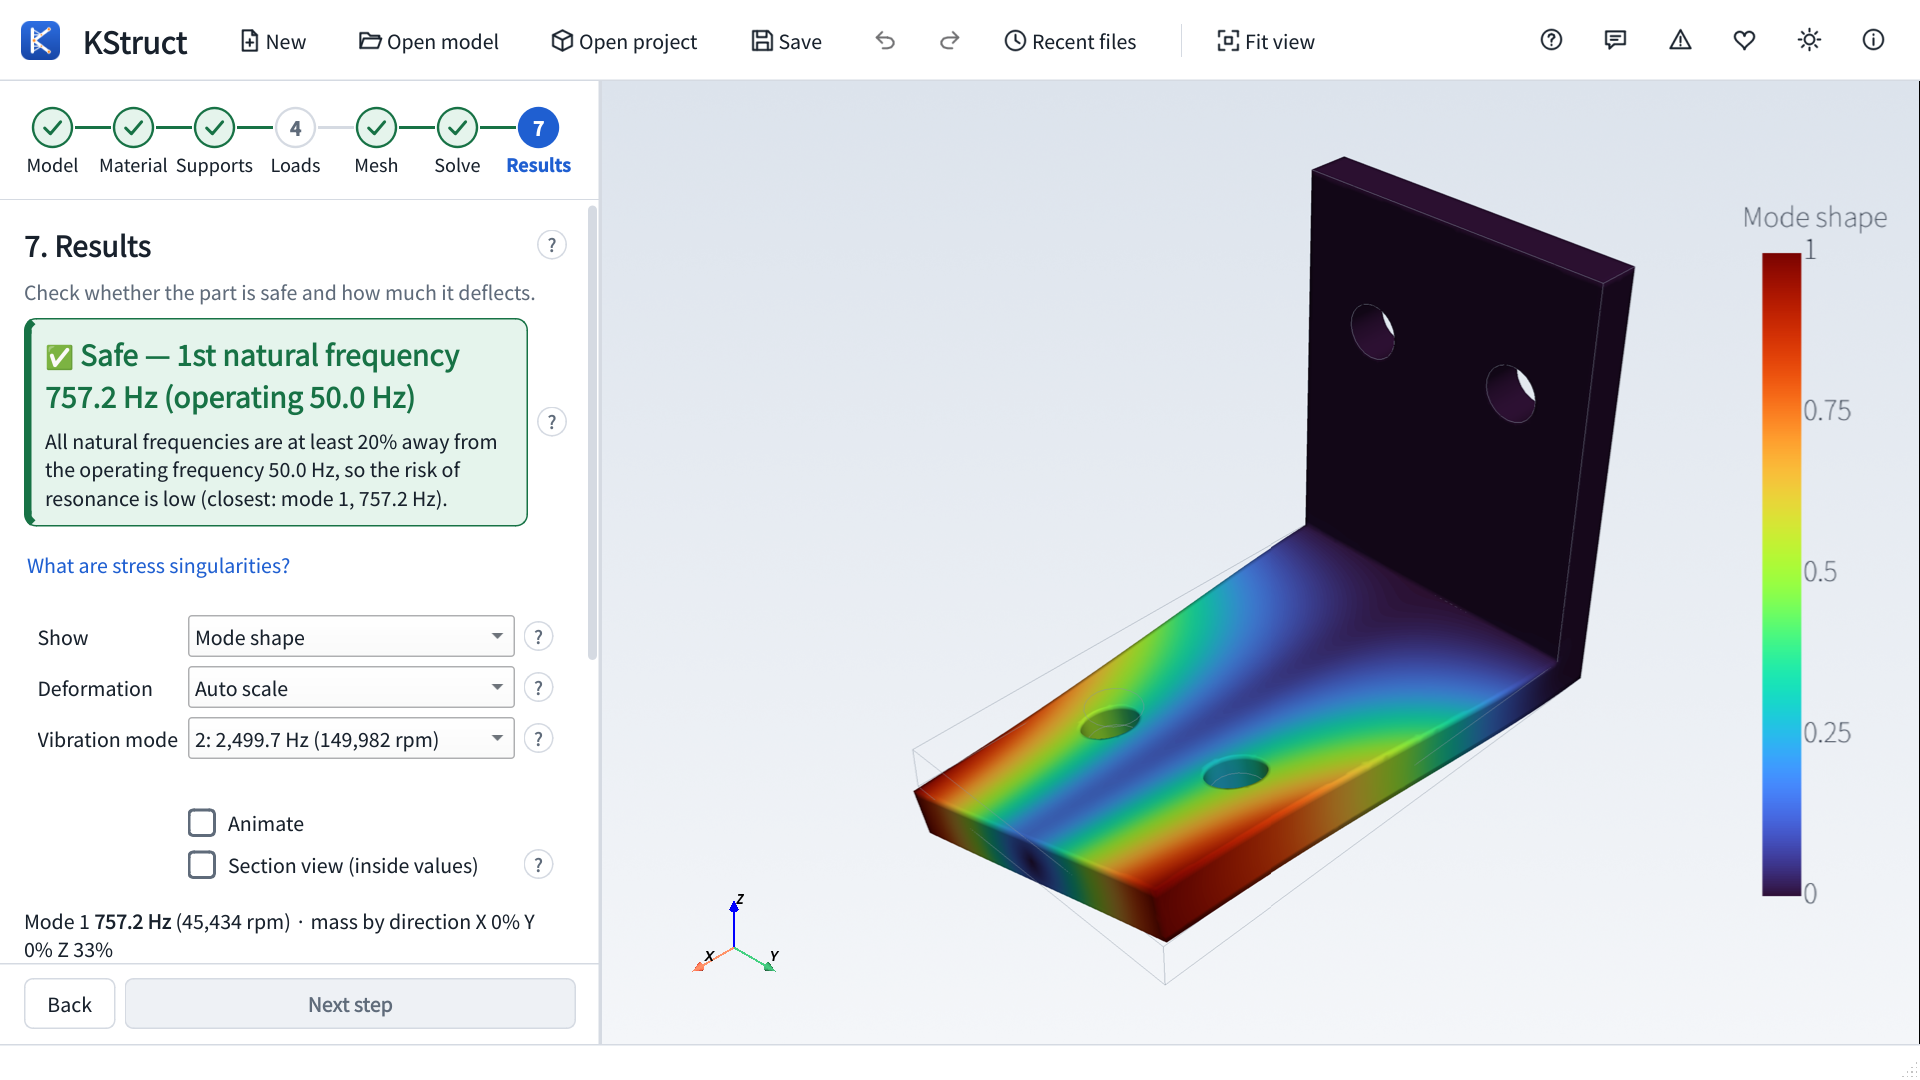 KStruct
New
Open model
Open project
Save
Recent files
Fit view
4
7
Model
Material
Supports
Loads
Mesh
Solve
Results
7. Results
?
Check whether the part is safe and how much it deflects.
✅ Safe — 1st natural frequency
757.2 Hz (operating 50.0 Hz)
?
All natural frequencies are at least 20% away from
the operating frequency 50.0 Hz, so the risk of
resonance is low (closest: mode 1, 757.2 Hz).
What are stress singularities?
Show
Mode shape
?
Deformation
Auto scale
?
Vibration mode
2: 2,499.7 Hz (149,982 rpm)
?
Animate
Section view (inside values)
?
Mode 1 757.2 Hz (45,434 rpm) · mass by direction X 0% Y
0% Z 33%
Back
Next step
Mode shape
1
0.75
0.5
0.25
0
Z
X
Y